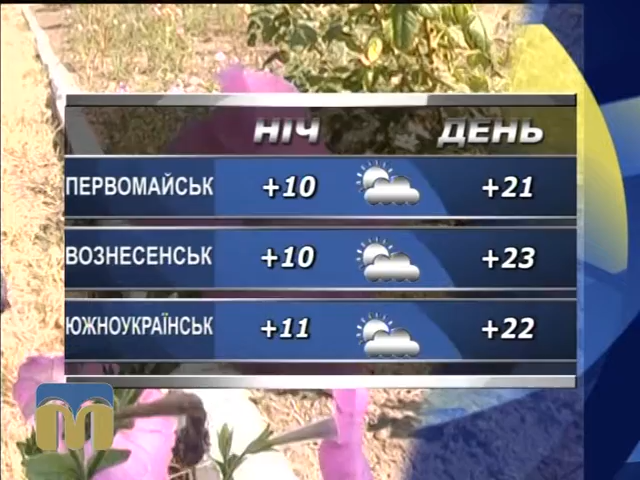 НІЧ ДЕНЬ
ПЕРВОМАЙСЬК +10 +21
ВОЗНЕСЕНСЬК +10 +23
ЮЖНОУКРАЇНСЬК +11 +22